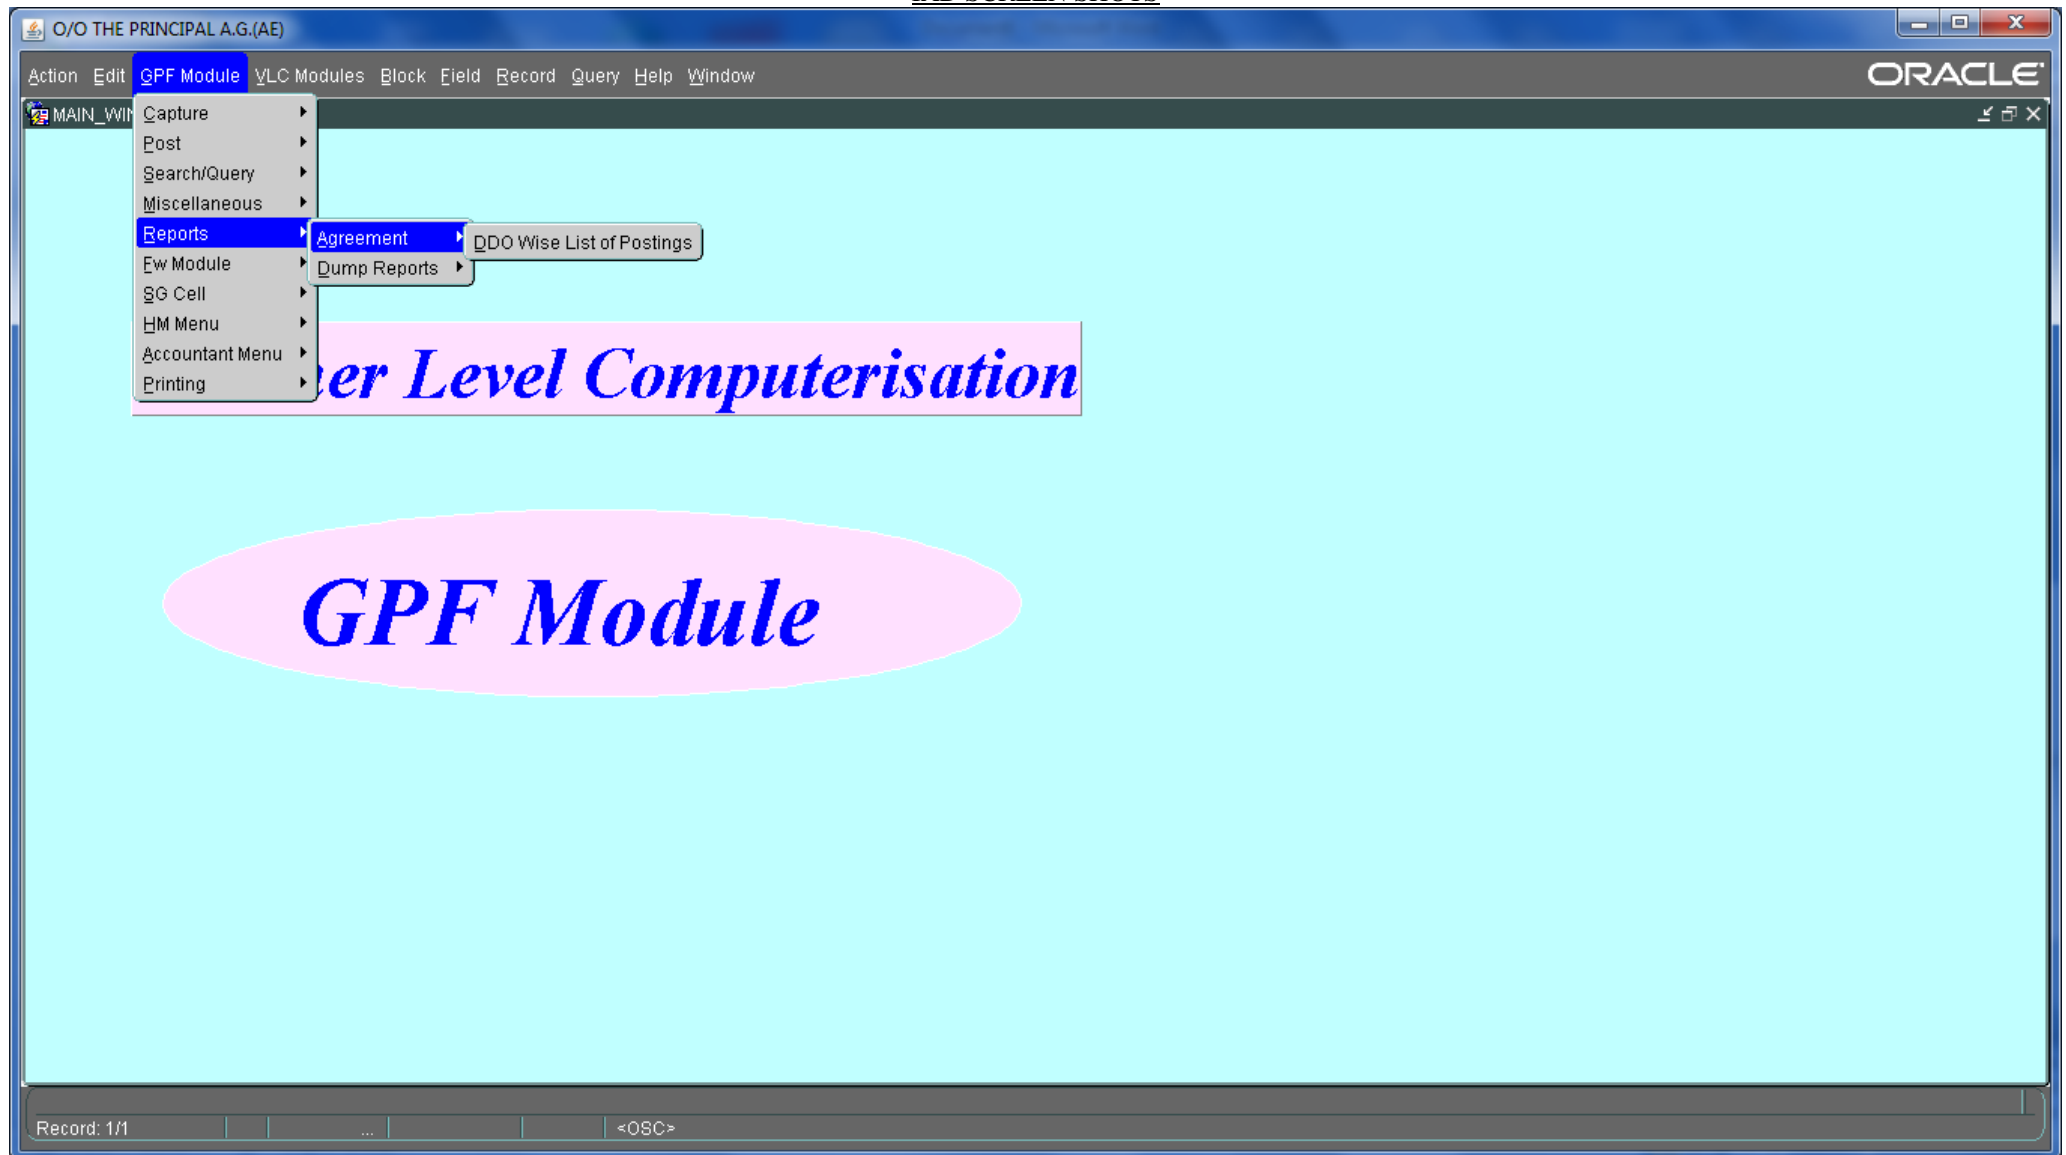 O/O THE PRINCIPAL A.G.(AE)
Action Edit GPF Module VLC Modules Block Field Record Query Help Window
ORACLE
MAIN_WIN
Capture
Post
Search/Query
Miscellaneous
Reports
Agreement
DDO Wise List of Postings
Dump Reports
Fw Module
SG Cell
HM Menu
Accountant Menu
Printing
er Level Computerisation
GPF Module
Record: 1/1 ... <OSC>